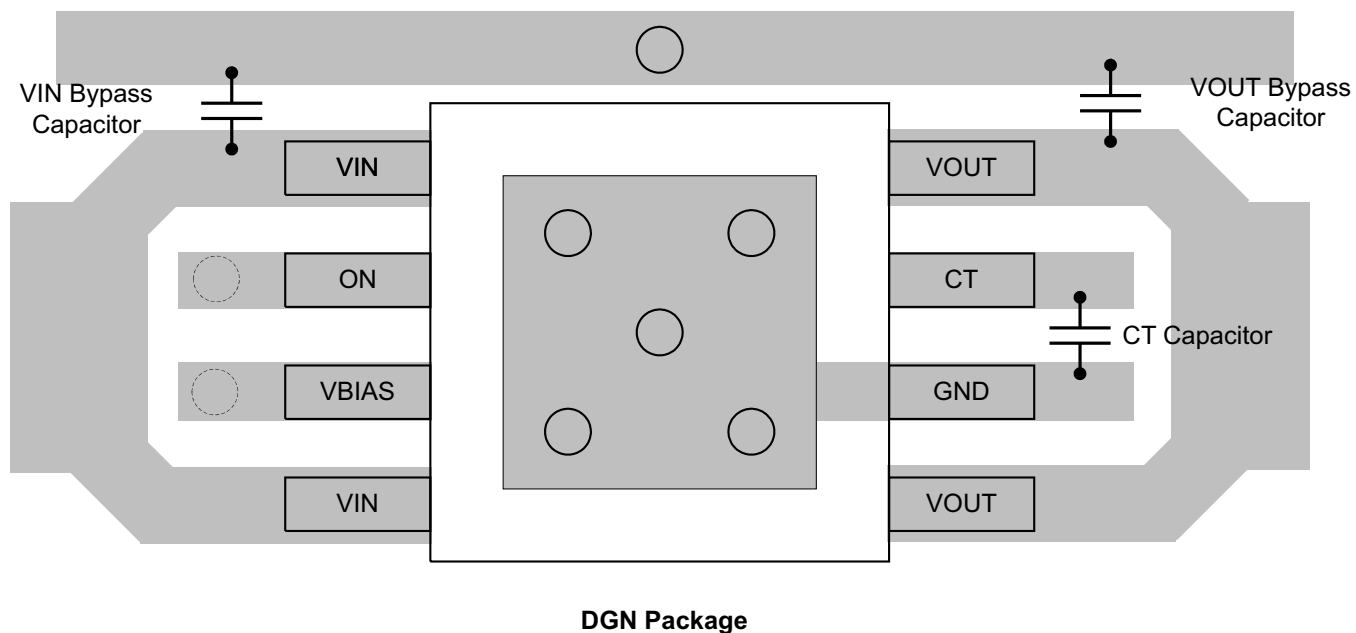 VIN Bypass
Capacitor
VOUT Bypass
Capacitor
VIN
VOUT
ON
CT
CT Capacitor
VBIAS
GND
VIN
VOUT
DGN Package